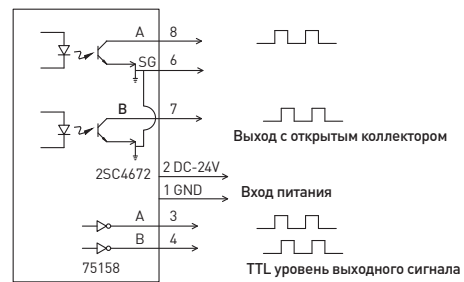 A 8
SG 6
B 7
Выход с открытым коллектором
2SC4672 2 DC-24V
1 GND Вход питания
A 3
B 4
75158 TTL уровень выходного сигнала